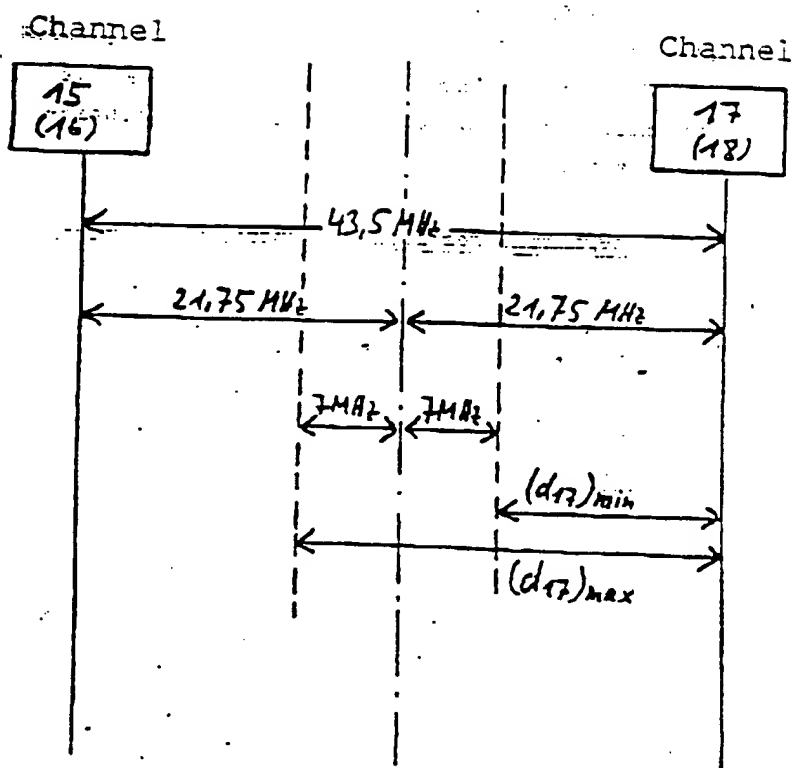 Channel
Channel
15
(16)
17
(18)
43,5 MHz
21,75 MHz
21,75 MHz
7MHz
7MHz
(d17)min
(d17)max